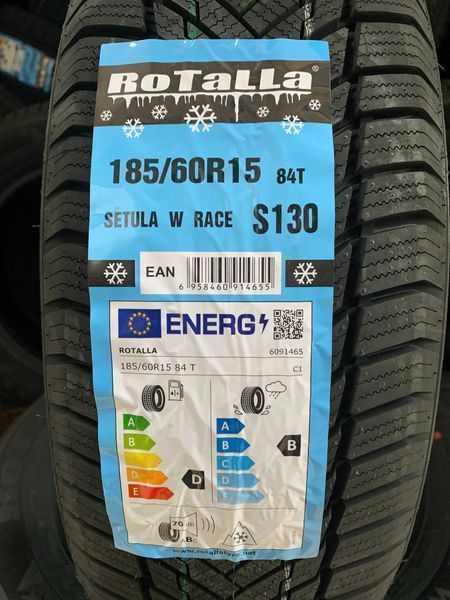 RoTallA®
185/60R15 84T
SETULA W RACE S130
EAN
6 958460 914655
ENERG
ROTALLA 6091465
185/60R15 84 T C1
A A
B B B
C C
D D D
E E
70 dB
AB
www.rotallatyre.net